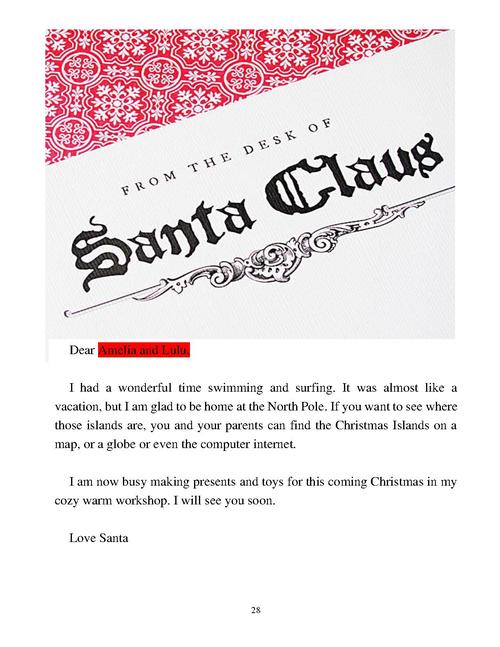 FROM THE DESK OF
Santa Claus
Dear Amelia and Lulu,
I had a wonderful time swimming and surfing. It was almost like a
vacation, but I am glad to be home at the North Pole. If you want to see where
those islands are, you and your parents can find the Christmas Islands on a
map, or a globe or even the computer internet.
I am now busy making presents and toys for this coming Christmas in my
cozy warm workshop. I will see you soon.
Love Santa
28